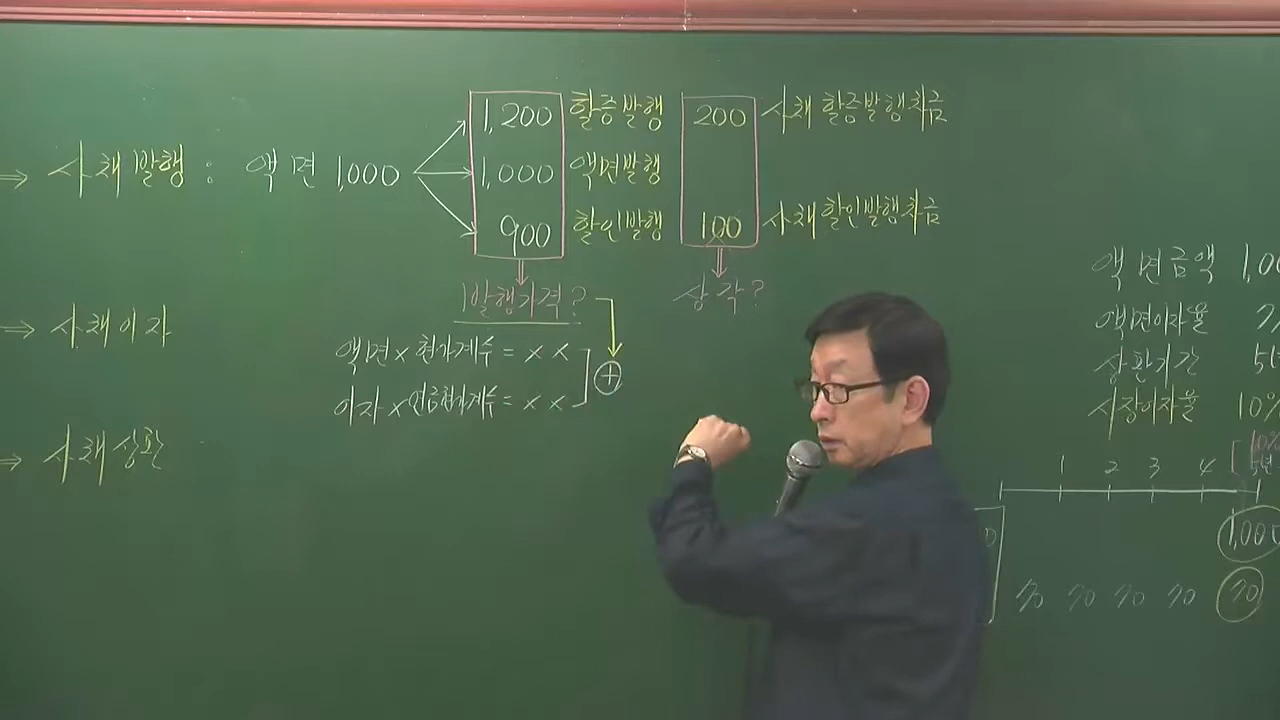 1,200 할증발행 200 사채할증발행차금
⇒ 사채발행 : 액면 1,000 1,000 액면발행
900 할인발행 100 사채할인발행차금
발행가격? 상각?
액면 × 현가계수 = × ×
이자 × 연금현가계수 = × ×
+
⇒ 사채이자
⇒ 사채상환
액면금액 1,00
액면이자율 7%
상환기간 5
시장이자율 10%
10%
5년
1 2 3 4
0 1,000
70 70 70 70 70